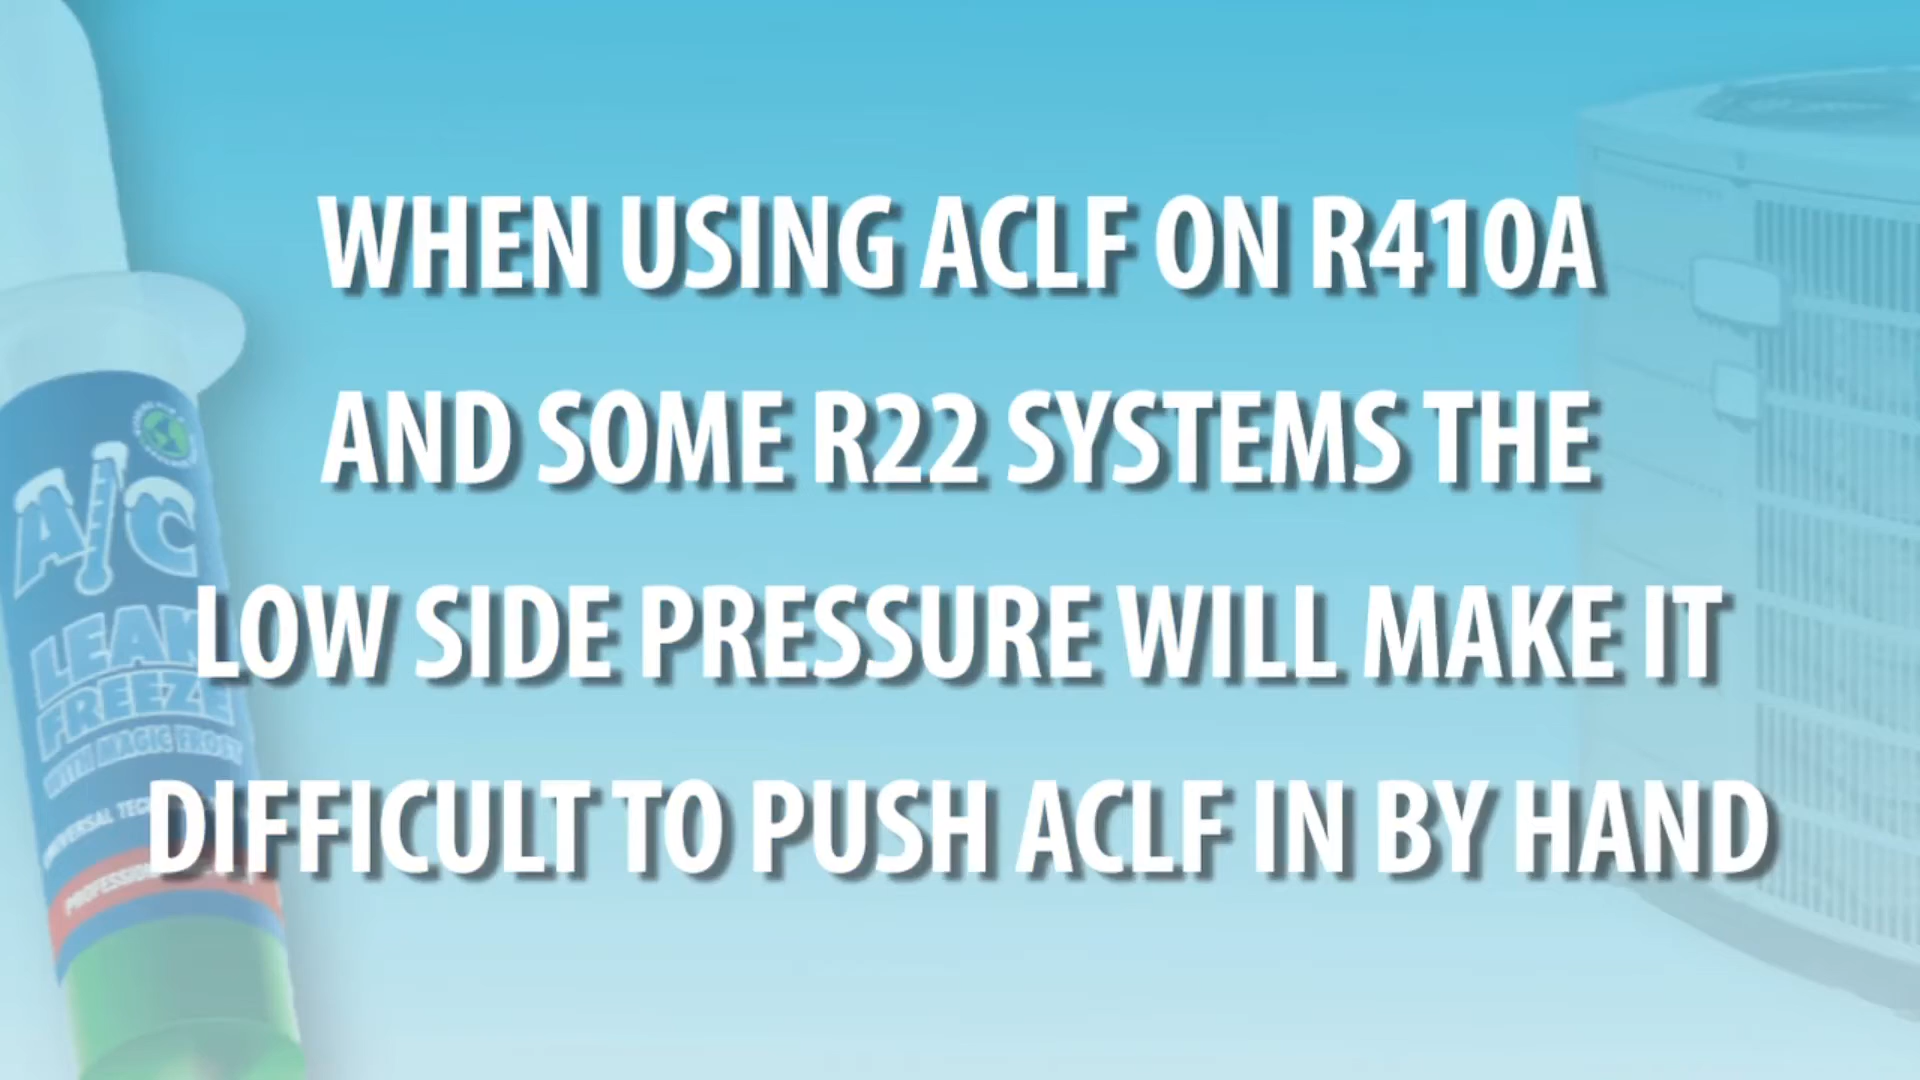 WHEN USING ACLF ON R410A
AND SOME R22 SYSTEMS THE
LOW SIDE PRESSURE WILL MAKE IT
DIFFICULT TO PUSH ACLF IN BY HAND
A/C
LEAK
FREEZE
WITH MAGIC FROST